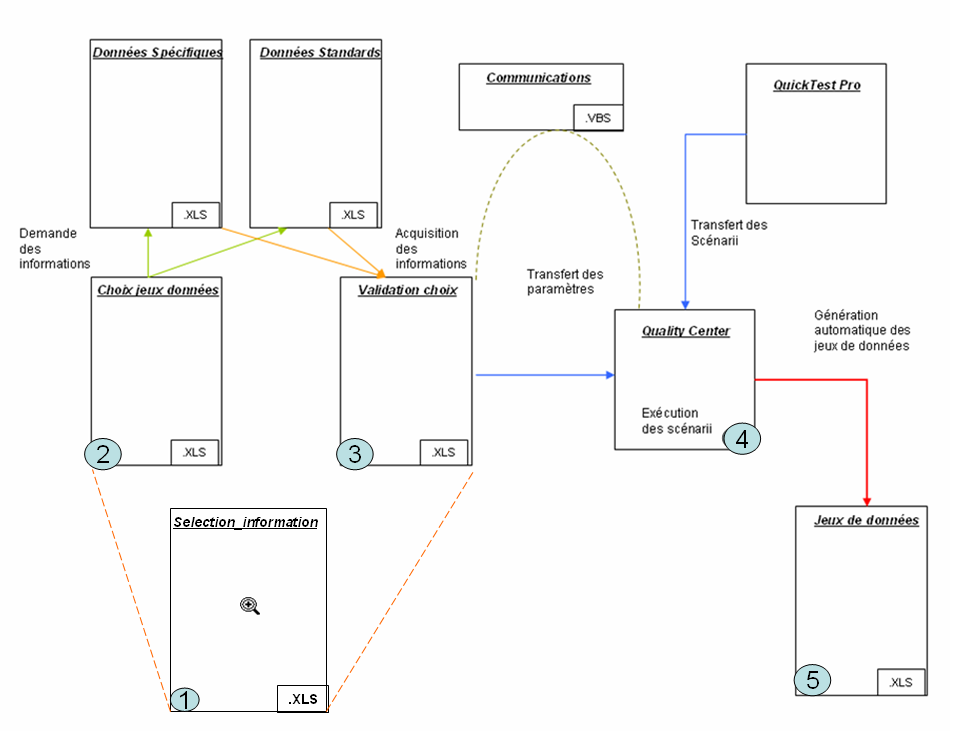 Données Spécifiques
Données Standards
Communications
.VBS
QuickTest Pro
.XLS
.XLS
Demande
des
informations
Acquisition
des
informations
Transfert des
Scénarii
Transfert des
paramètres
Choix jeux données
Validation choix
Quality Center
Génération
automatique des
jeux de données
Exécution
des scénarii
2
.XLS
3
.XLS
4
Selection_information
Jeux de données
1
.XLS
5
.XLS